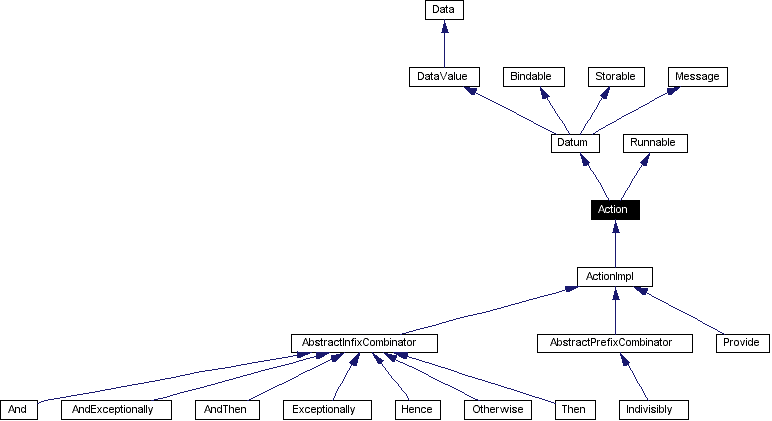 Data
DataValue
Bindable
Storable
Message
Datum
Runnable
Action
ActionImpl
AbstractInfixCombinator
AbstractPrefixCombinator
Provide
And
AndExceptionally
AndThen
Exceptionally
Hence
Otherwise
Then
Indivisibly